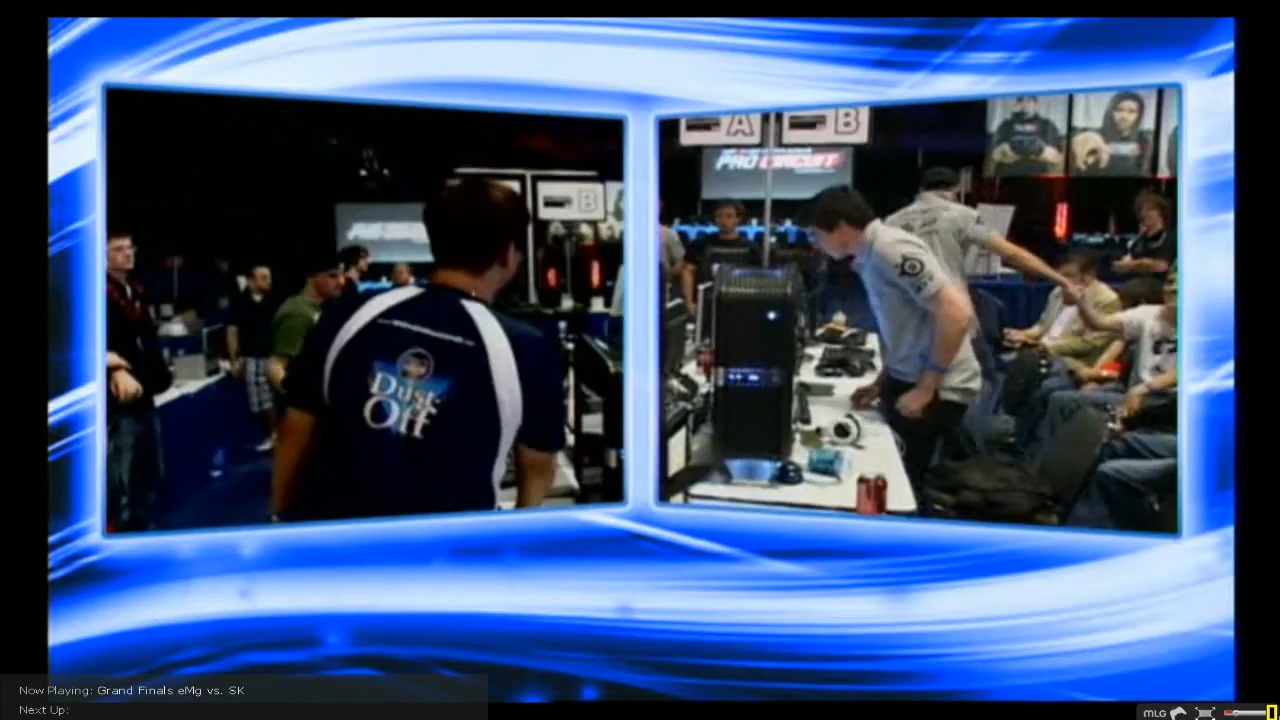 A
B
PRO CIRCUIT
B
Dust
Off
Now Playing: Grand Finals eMg vs. SK
Next Up:
MLG